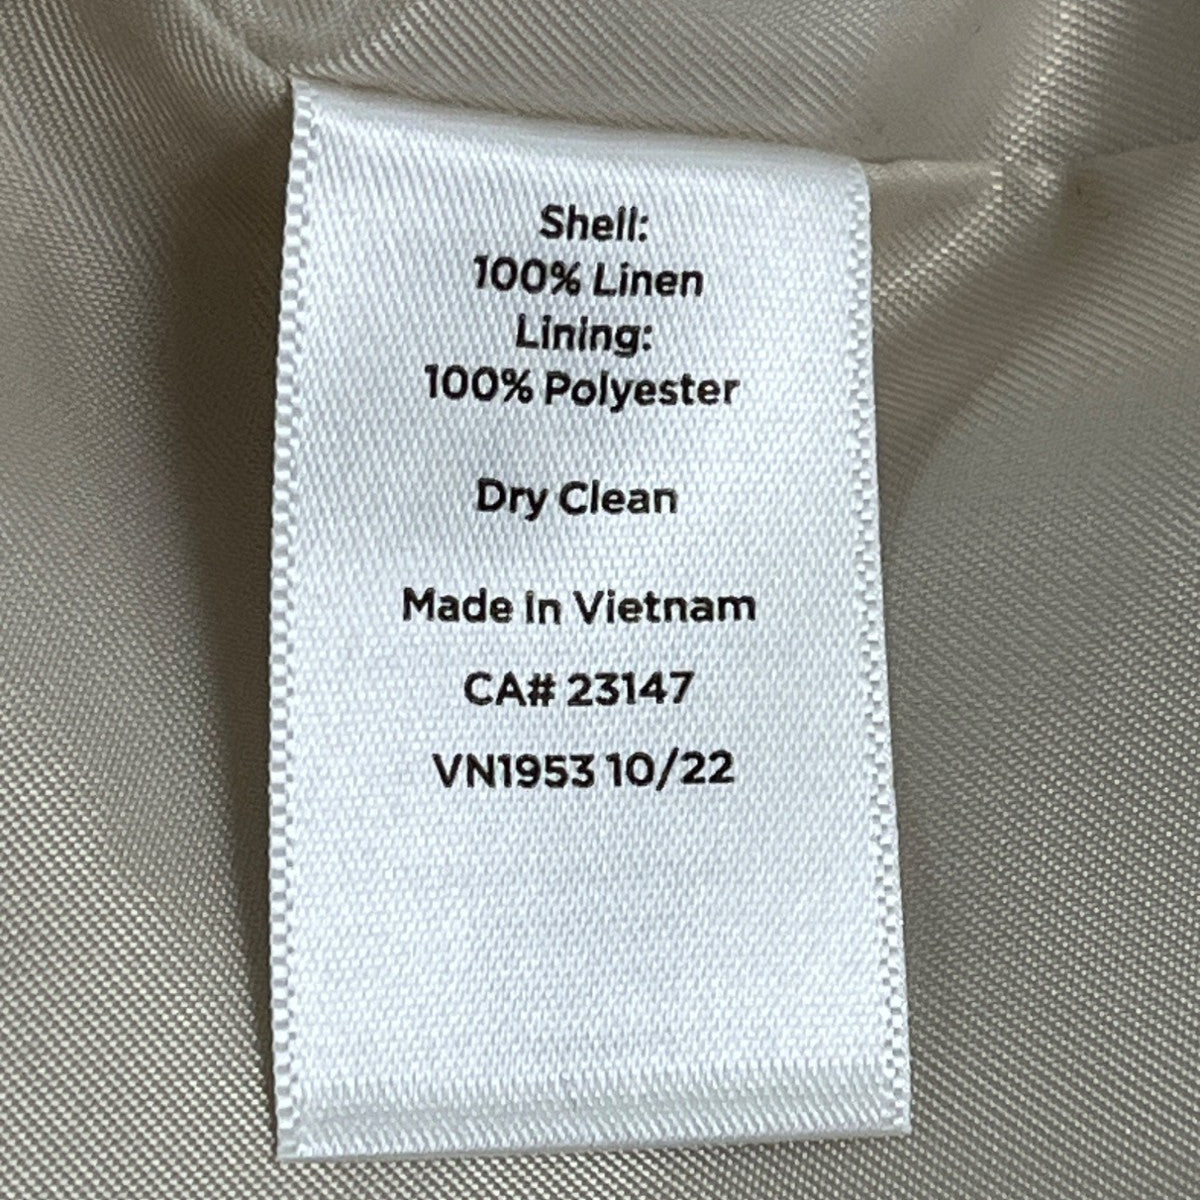 Shell:
100% Linen
Lining:
100% Polyester
Dry Clean
Made in Vietnam
CA# 23147
VN1953 10/22